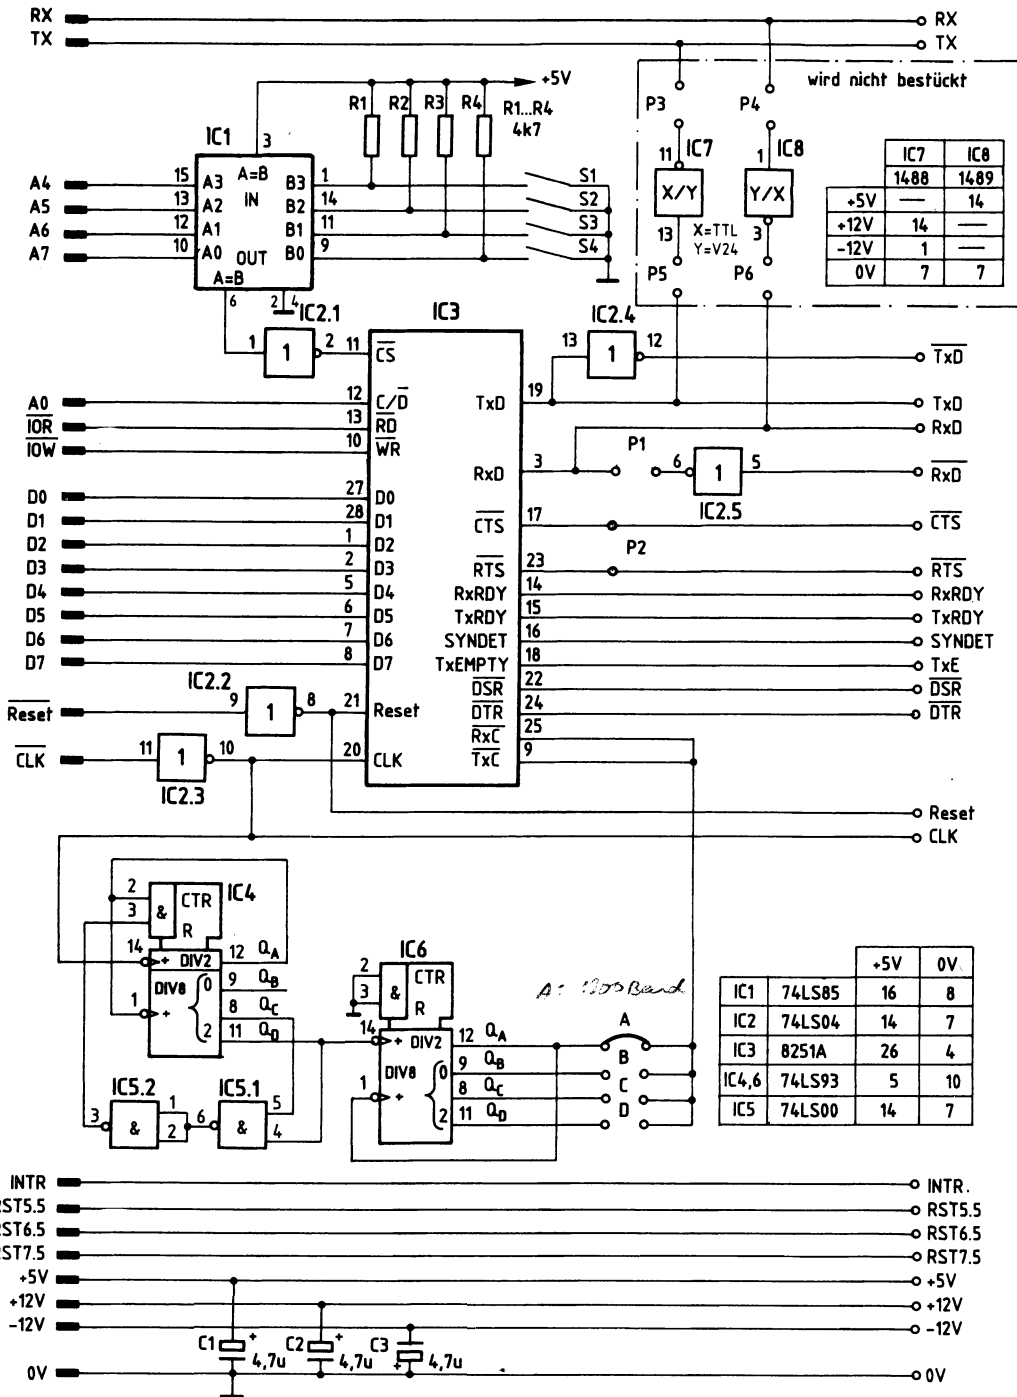 RX
RX
TX
TX
wird nicht bestückt
+5V
R1
R2
R3
R4
R1...R4
4k7
P3
P4
IC1
3
11
IC7
1
IC8
X/Y
Y/X
13
X=TTL
Y=V24
3
P5
P6
IC7 IC8
1488 1489
+5V — 14
+12V 14 —
-12V 1 —
0V 7 7
A4 15 A3 A=B B3 1 S1
A5 13 A2 IN B2 14 S2
A6 12 A1 B1 11 S3
A7 10 A0 OUT B0 9 S4
A=B
6
2
4
IC2.1
1
1
2
IC3
11 CS
IC2.4
13
1
12
TxD
A0 12 C/D TxD 19 TxD
IOR 13 RD RxD
IOW 10 WR
P1
RxD 3 6 1 5 RxD
IC2.5
D0 27 D0
D1 28 D1 CTS 17 CTS
D2 1 D2 P2
D3 2 D3 RTS 23 RTS
D4 5 D4 RxRDY 14 RxRDY
D5 6 D5 TxRDY 15 TxRDY
D6 7 D6 SYNDET 16 SYNDET
D7 8 D7 TxEMPTY 18 TxE
DSR 22 DSR
IC2.2
Reset 9 1 8 21 Reset DTR 24 DTR
RxC 25
CLK 11 1 10 20 CLK TxC 9
IC2.3
Reset
CLK
IC4
2
3
&
CTR
R
14 + DIV2 12 QA
DIV8 0 9 QB
1 + 8 QC
2 11 QD
IC5.2
IC5.1
3
&
1
2
6
&
5
4
IC6
2
3
&
CTR
R
14 + DIV2 12 QA
DIV8 0 9 QB
1 + 8 QC
2 11 QD
A: 1200 Baud
A
B
C
D
+5V 0V
IC1 74LS85 16 8
IC2 74LS04 14 7
IC3 8251A 26 4
IC4,6 74LS93 5 10
IC5 74LS00 14 7
INTR INTR.
RST5.5 RST5.5
RST6.5 RST6.5
RST7.5 RST7.5
+5V +5V
+12V +12V
-12V -12V
C1 +
4,7u
C2 +
4,7u
C3
+ 4,7u
0V 0V